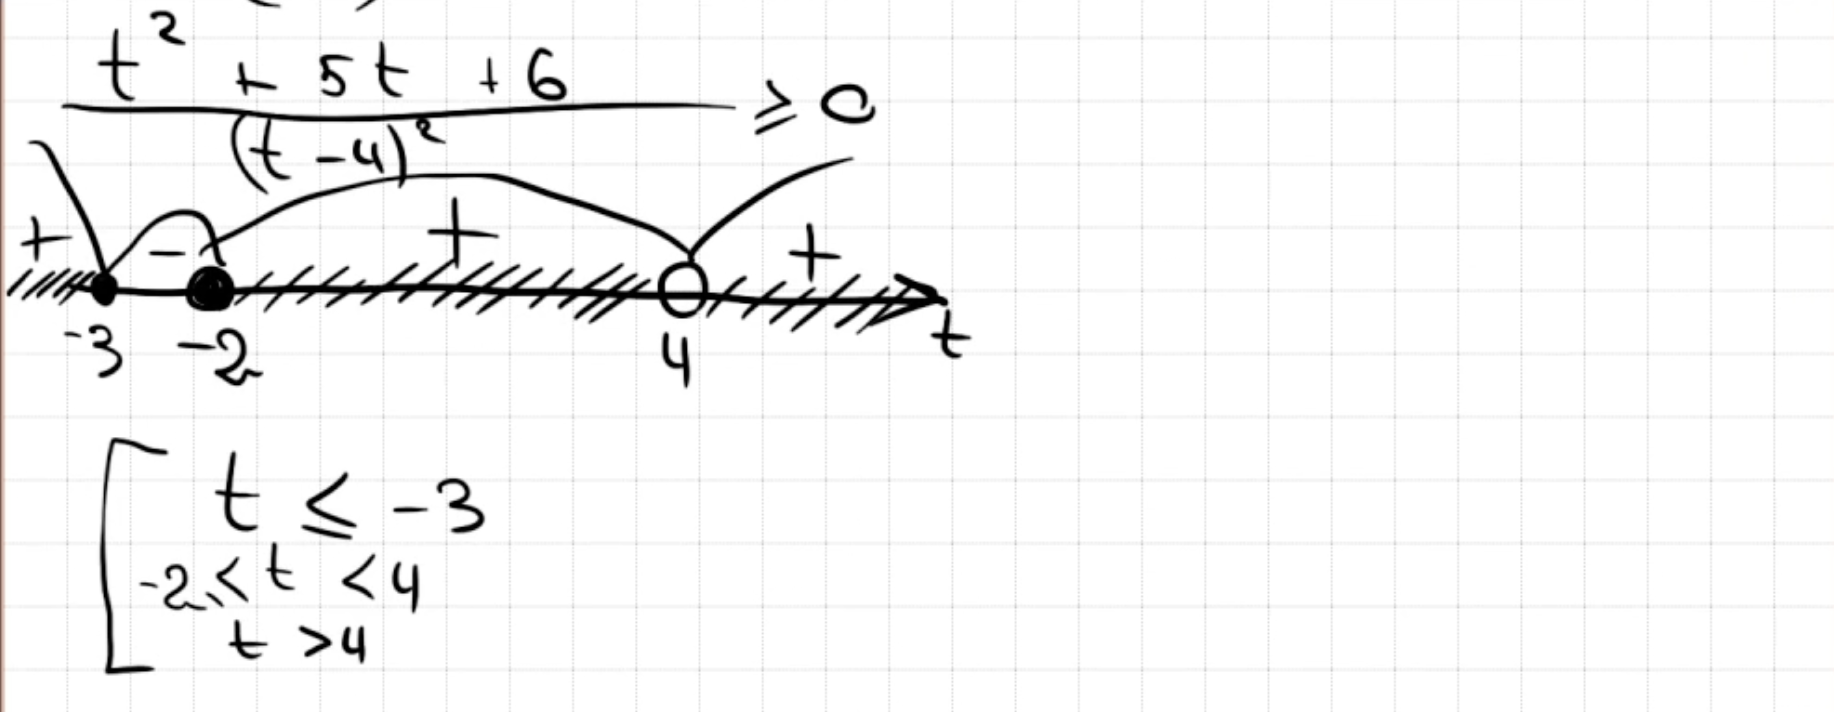 t² + 5t + 6
(t - 4)²
≥ 0
+ - + +
-3 -2 4 t
t ≤ -3
-2 ≤ t < 4
t > 4